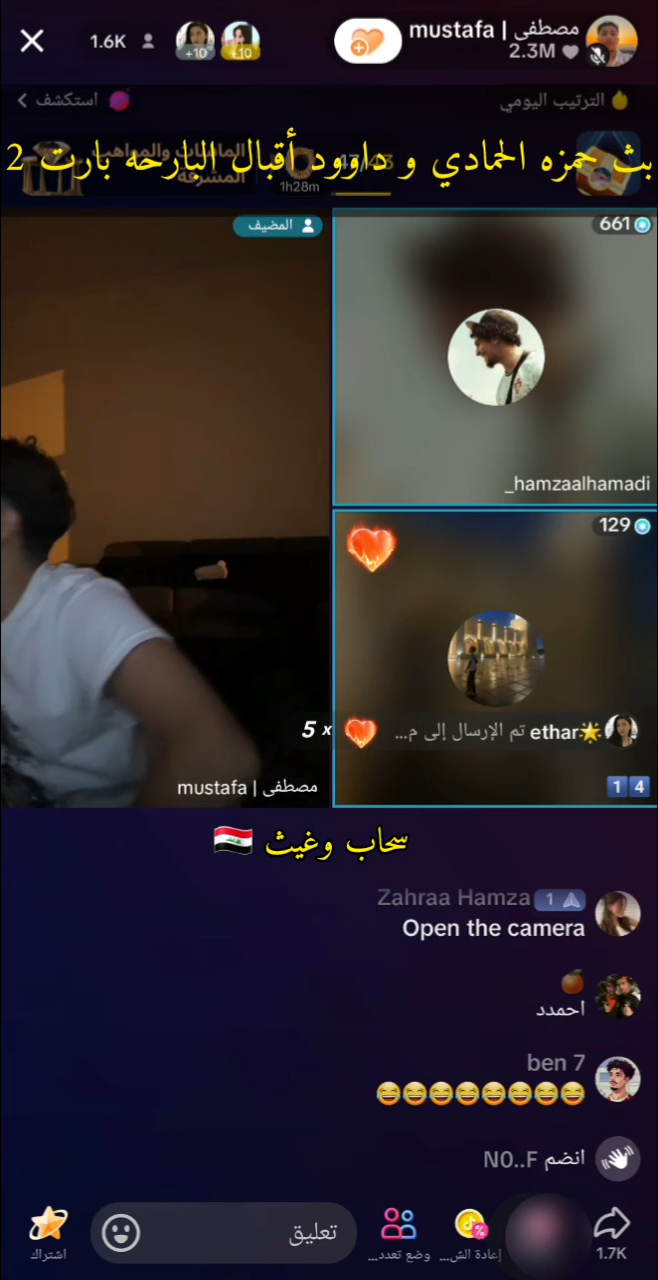 مصطفى | mustafa
2.3M
1.6K
+10
+10
الترتيب اليومي
استكشف
بث حمزه الحمادي و داوود أقبال البارحه بارت 2
1h28m
المضيف
661
_hamzaalhamadi
129
ethar🌟 تم الإرسال إلى م...
5 x
1 4
مصطفى | mustafa
سحاب وغيث 🇮🇶
Zahraa Hamza 1
Open the camera
احمدد
ben 7
😂😂😂😂😂😂😂😂
انضم N0..F
1.7K
إعادة الش...
وضع تعدد...
تعليق
اشتراك